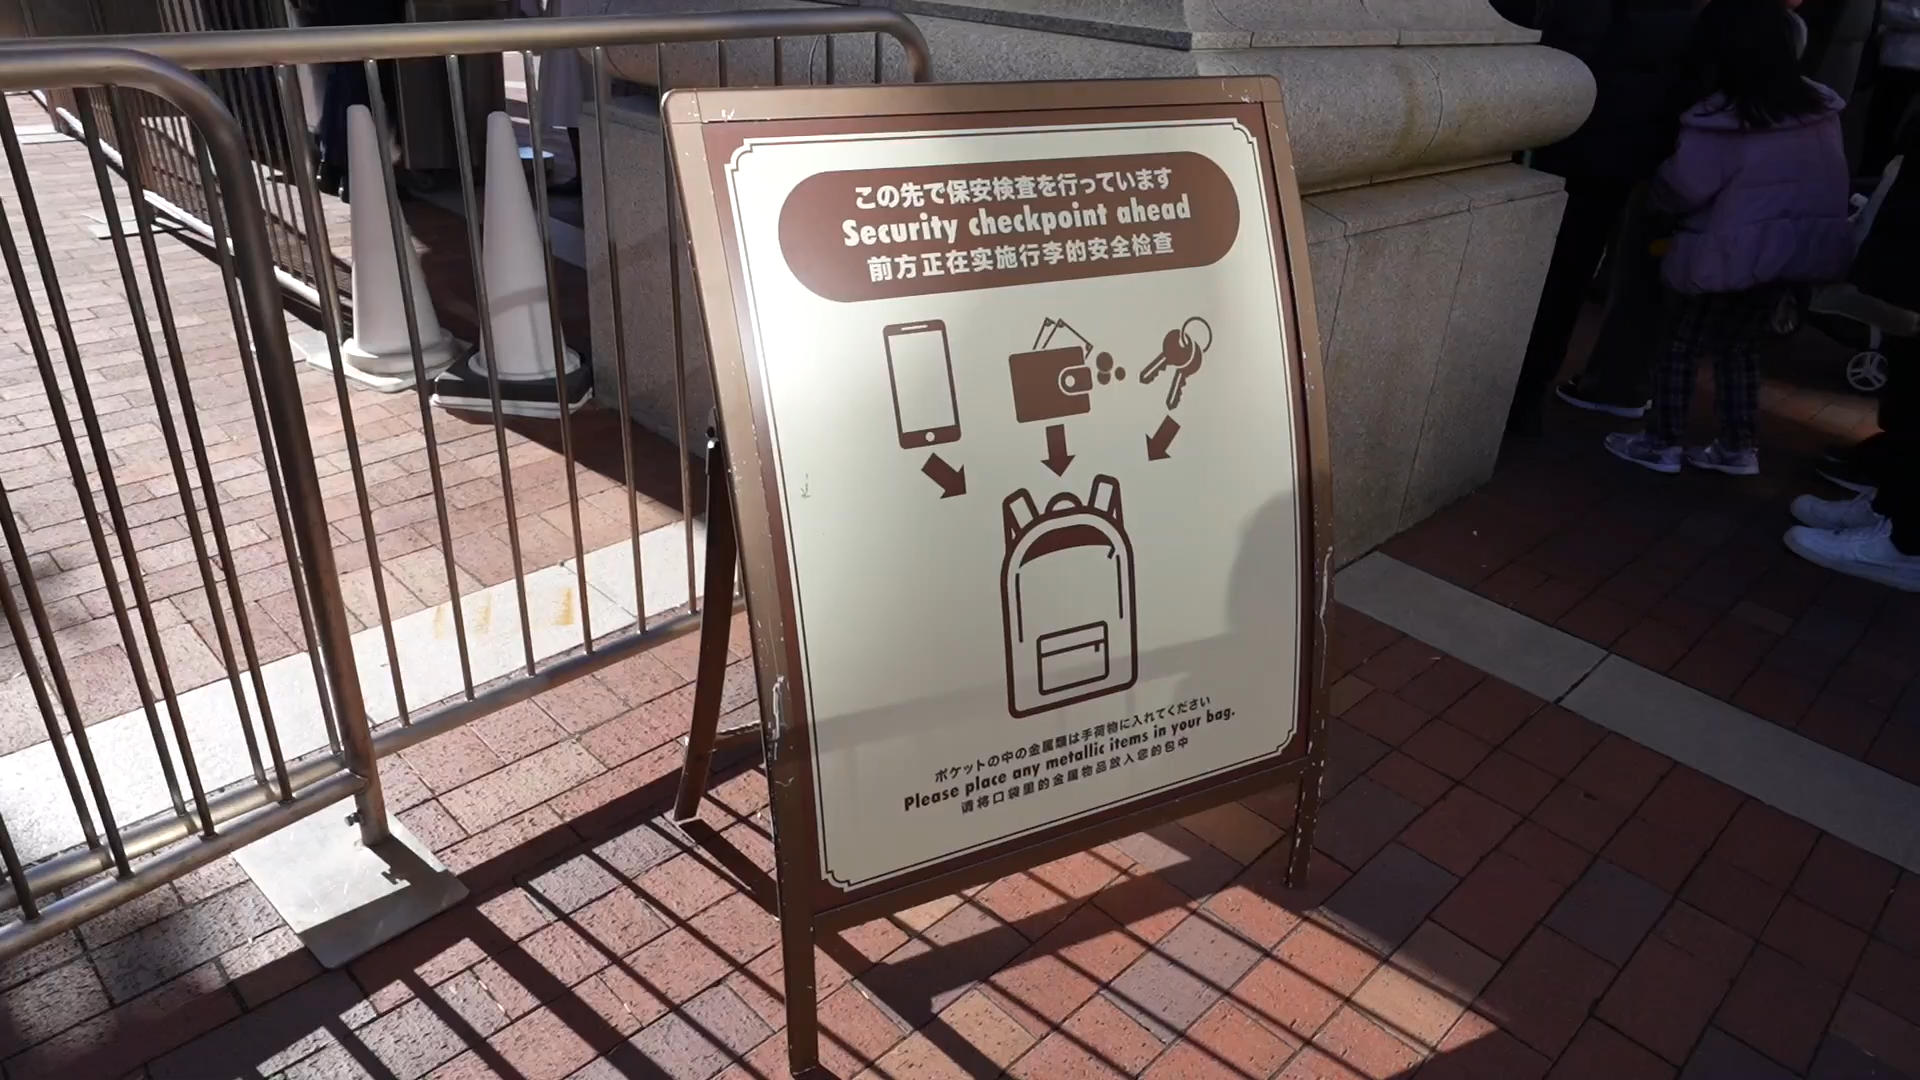 この先で保安検査を行っています
Security checkpoint ahead
前方正在实施行李的安全检查
ポケットの中の金属類は手荷物に入れてください
Please place any metallic items in your bag.
请将口袋里的金属物品放入您的包中